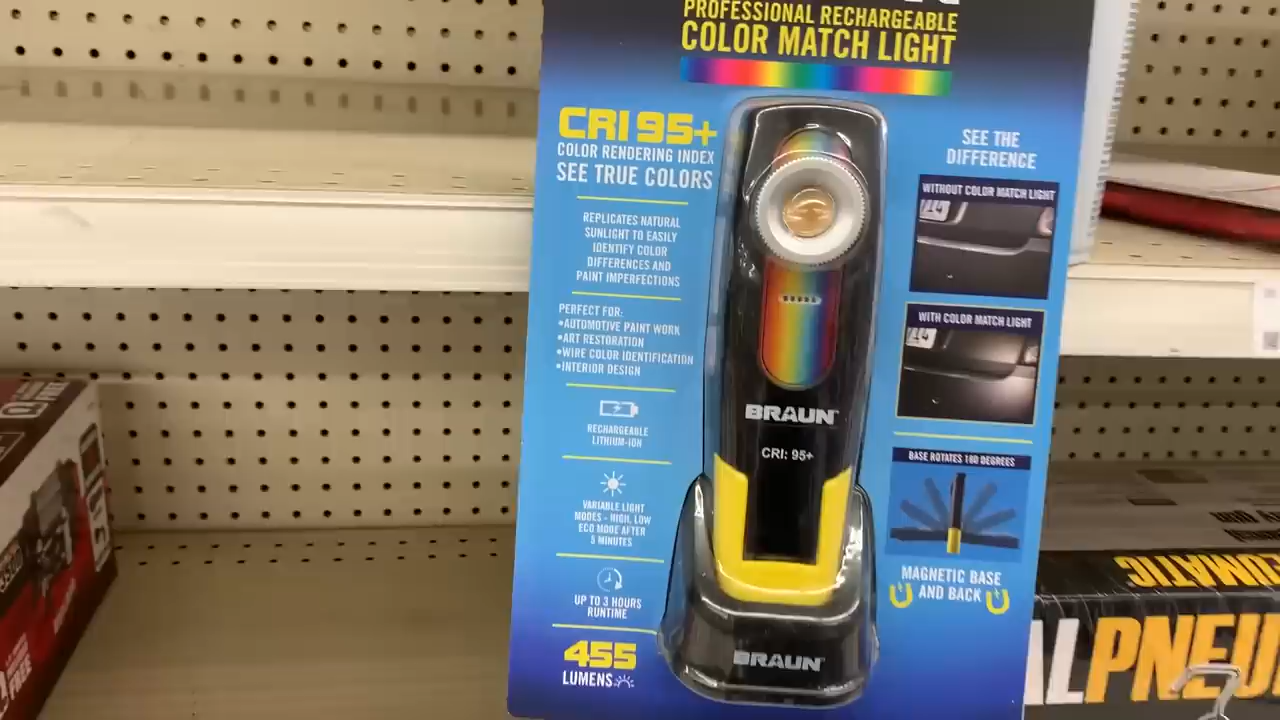 PROFESSIONAL RECHARGEABLE
COLOR MATCH LIGHT
CRI 95+
COLOR RENDERING INDEX
SEE TRUE COLORS
REPLICATES NATURAL
SUNLIGHT TO EASILY
IDENTIFY COLOR
DIFFERENCES AND
PAINT IMPERFECTIONS
PERFECT FOR:
•AUTOMOTIVE PAINT WORK
•ART RESTORATION
•WIRE COLOR IDENTIFICATION
•INTERIOR DESIGN
RECHARGEABLE
LITHIUM-ION
VARIABLE LIGHT
MODES - HIGH, LOW
ECO MODE AFTER
5 MINUTES
UP TO 3 HOURS
RUNTIME
455
LUMENS
BRAUN
CRI: 95+
BRAUN
SEE THE
DIFFERENCE
WITHOUT COLOR MATCH LIGHT
WITH COLOR MATCH LIGHT
BASE ROTATES 180 DEGREES
MAGNETIC BASE
AND BACK
FREE